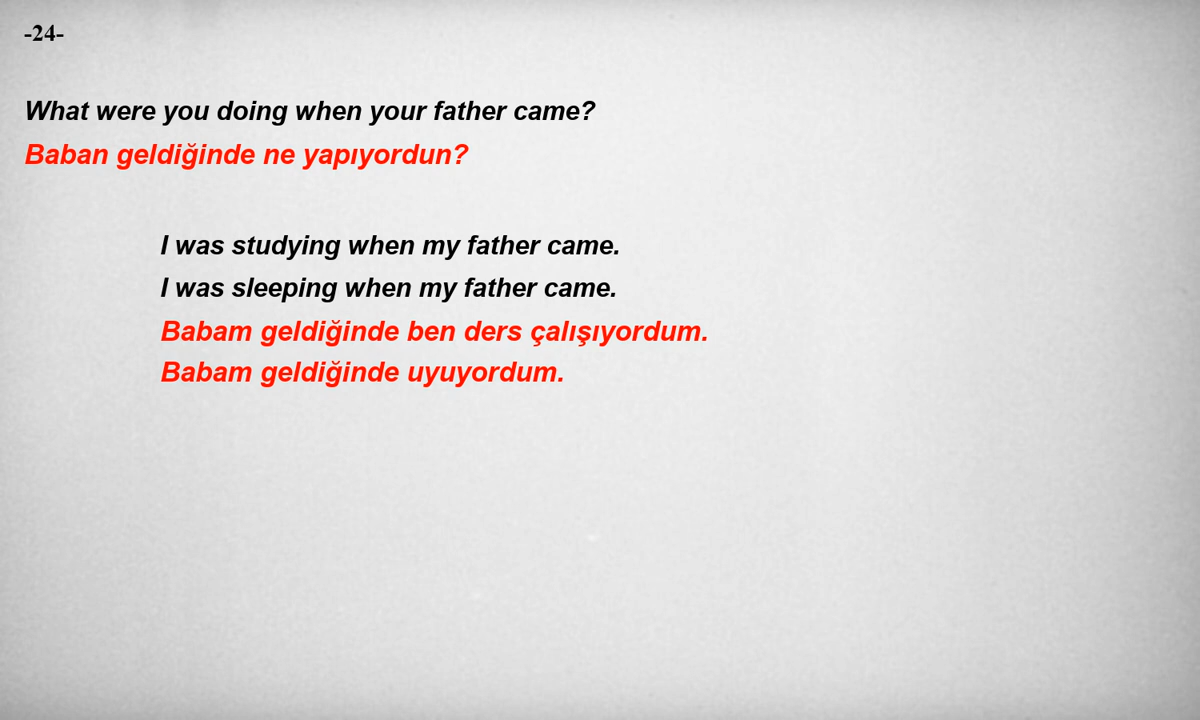 -24-
What were you doing when your father came?
Baban geldiğinde ne yapıyordun?
I was studying when my father came.
I was sleeping when my father came.
Babam geldiğinde ben ders çalışıyordum.
Babam geldiğinde uyuyordum.